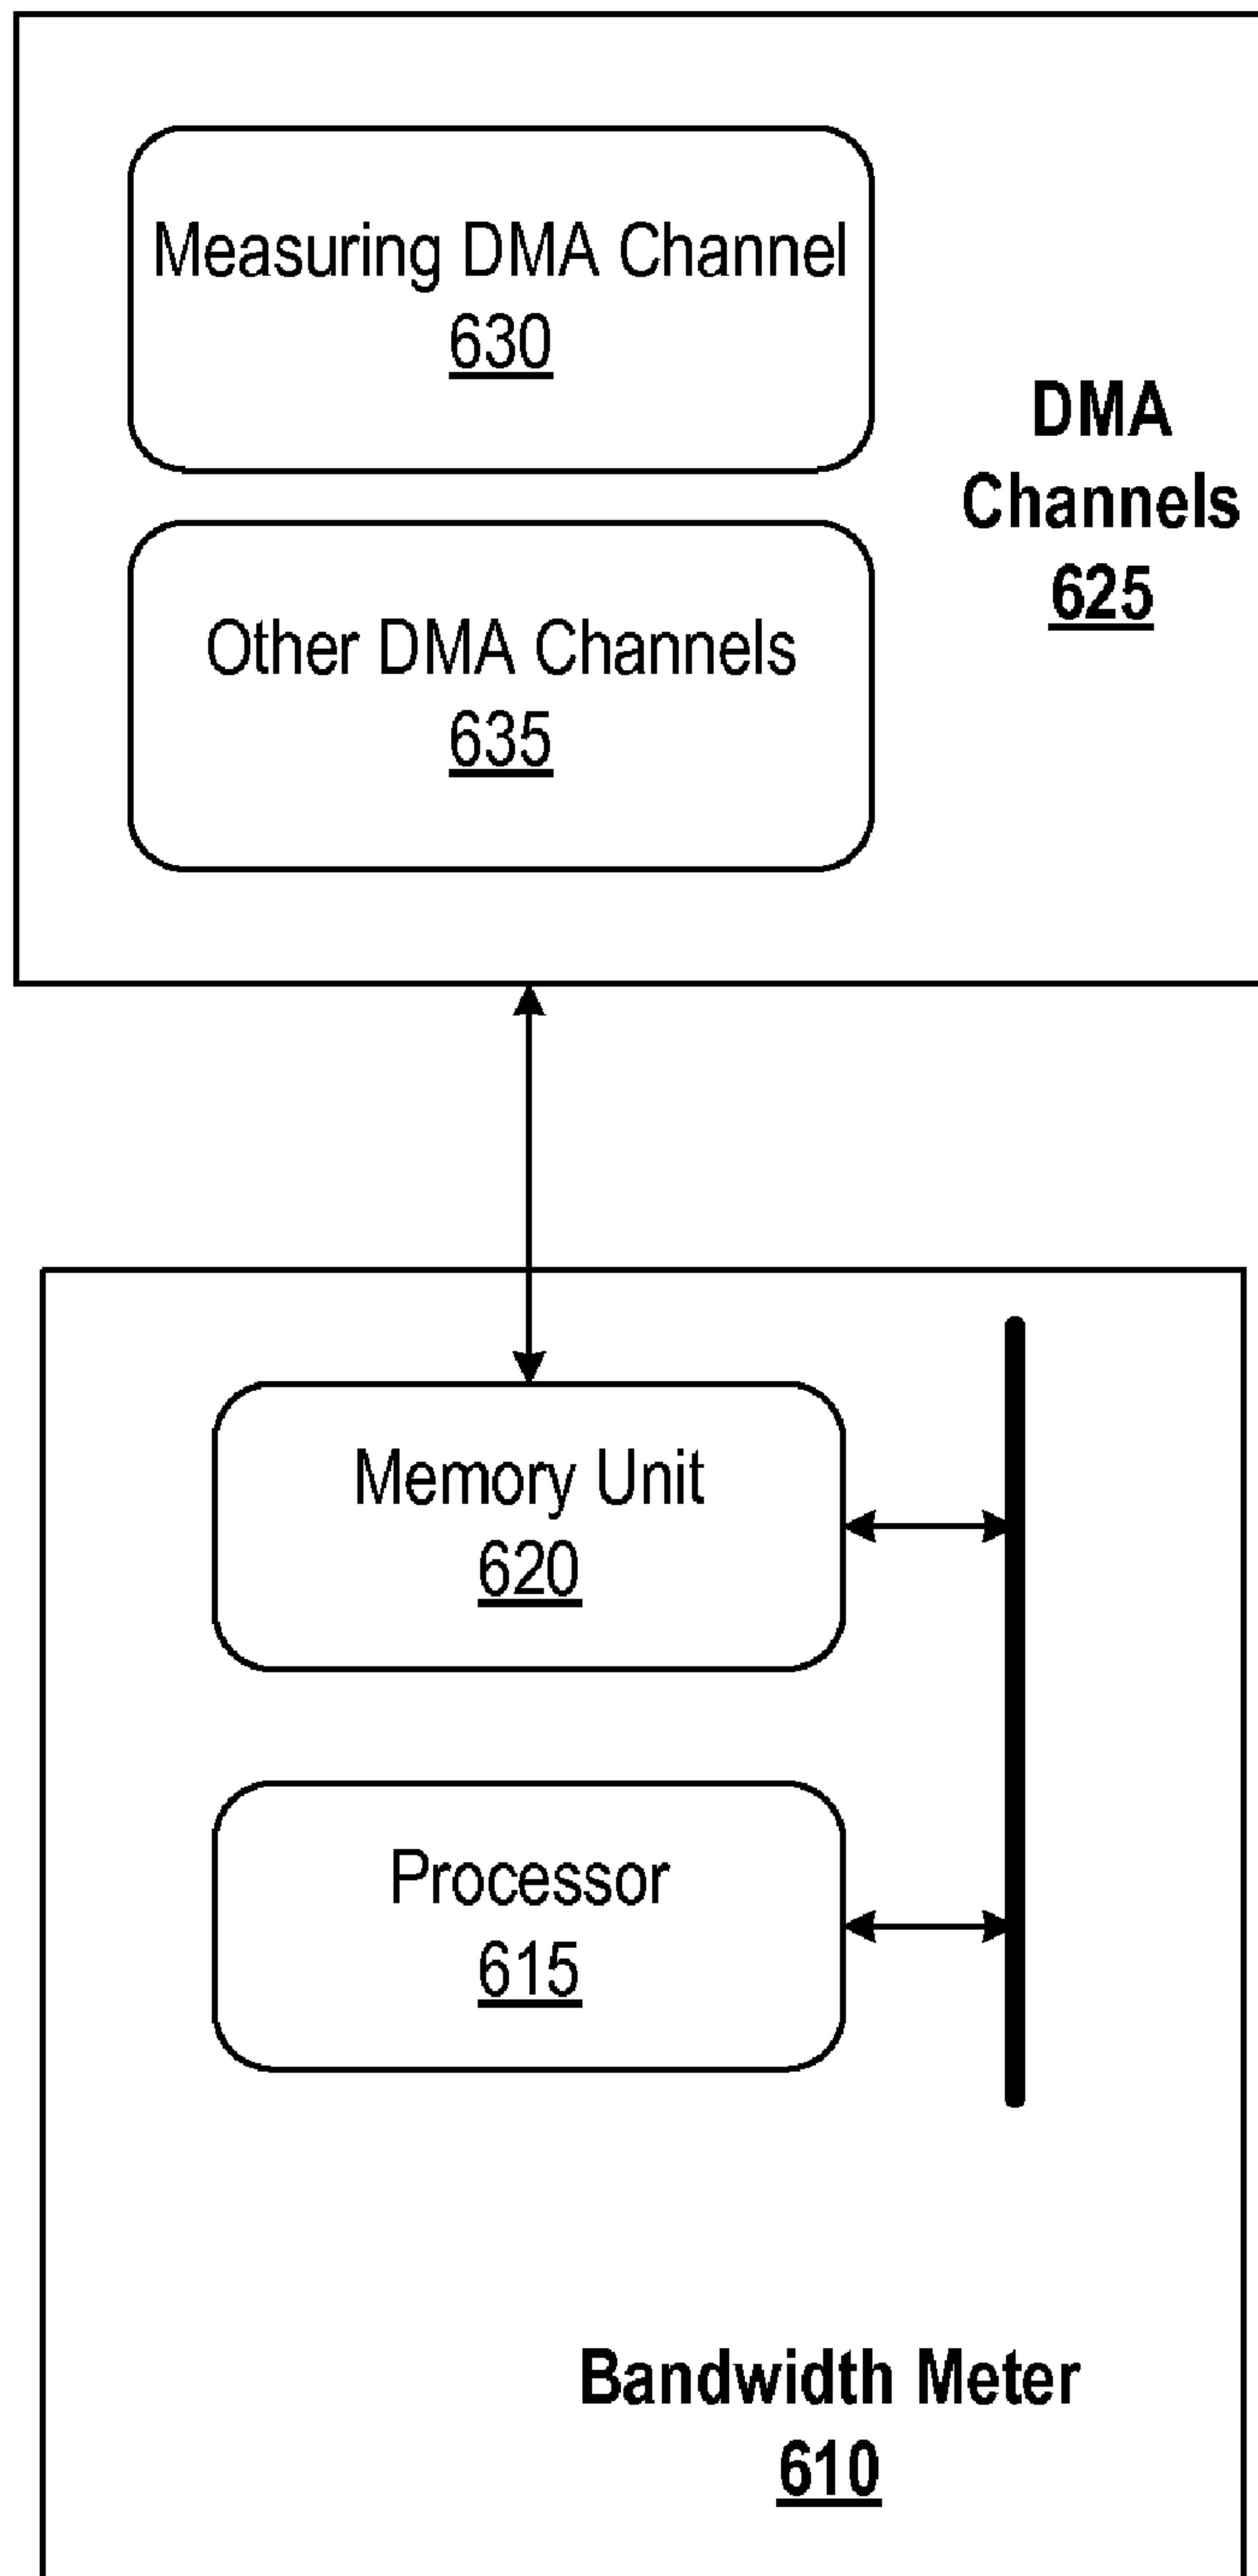 Measuring DMA Channel
630
DMA
Channels
625
Other DMA Channels
635
Memory Unit
620
Processor
615
Bandwidth Meter
610